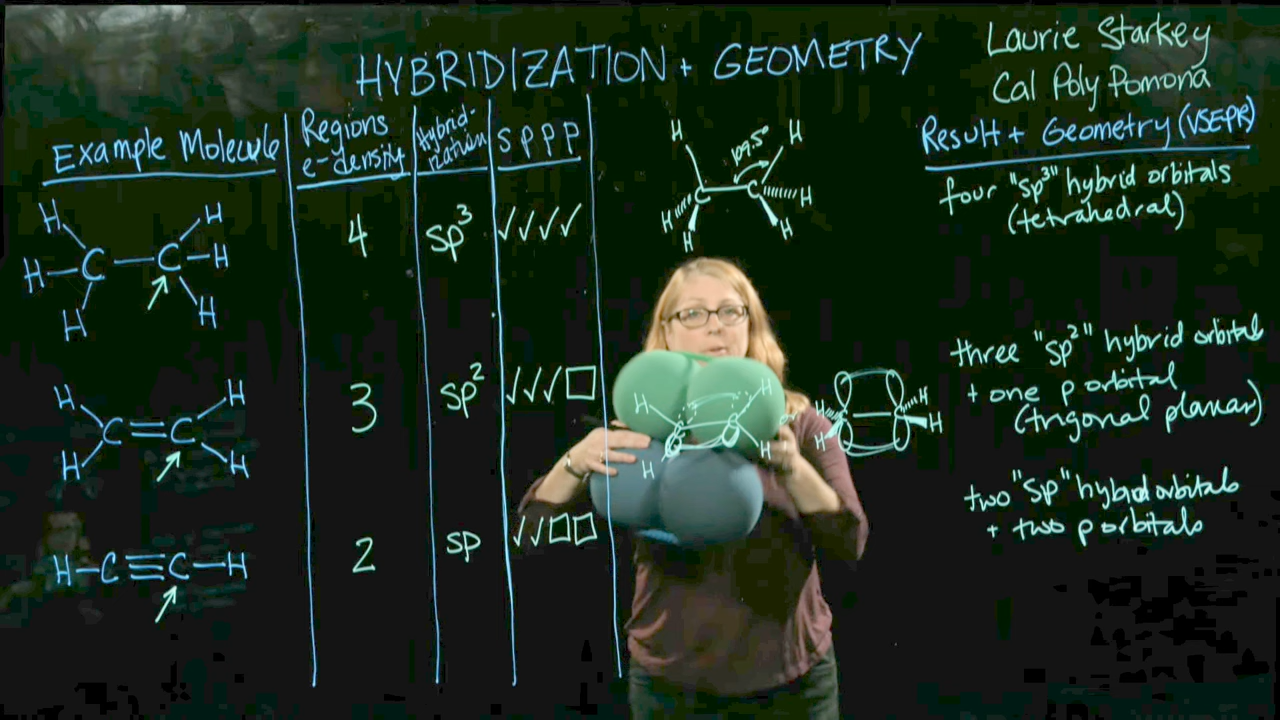 HYBRIDIZATION + GEOMETRY
Laurie Starkey
Cal Poly Pomona
Example Molecule
Regions
e-density
Hybrid-
ization
S P P P
Result + Geometry (VSEPR)
H H
H-C-C-H
H H
4
sp³
✓✓✓✓
H 109.5° H
C C H
H H H
four "sp³" hybrid orbitals
(tetrahedral)
H H
C=C
H H
3
sp²
✓✓✓□
H H
C C
H H
or
H H
H H
three "sp²" hybrid orbitals
+ one p orbital
(trigonal planar)
H-C≡C-H
2
sp
✓✓□□
two "sp" hybrid orbitals
+ two p orbitals